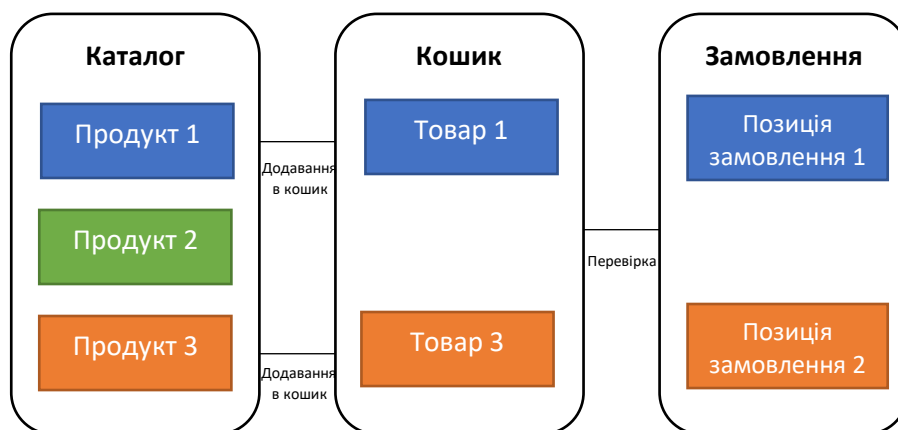 Каталог
Продукт 1
Продукт 2
Продукт 3
Додавання
в кошик
Додавання
в кошик
Кошик
Товар 1
Товар 3
Перевірка
Замовлення
Позиція
замовлення 1
Позиція
замовлення 2